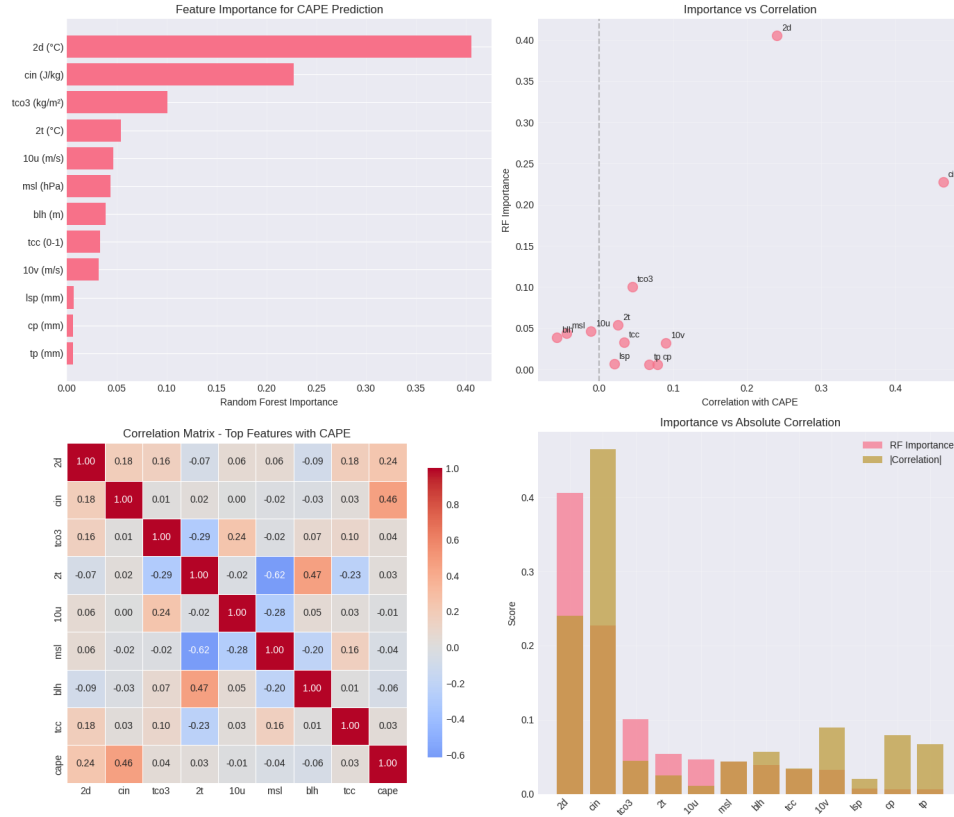 Feature Importance for CAPE Prediction
2d (°C)
cin (J/kg)
tco3 (kg/m²)
2t (°C)
10u (m/s)
msl (hPa)
blh (m)
tcc (0-1)
10v (m/s)
lsp (mm)
cp (mm)
tp (mm)
0.00 0.05 0.10 0.15 0.20 0.25 0.30 0.35 0.40
Random Forest Importance
Importance vs Correlation
RF Importance
0.40
0.35
0.30
0.25
0.20
0.15
0.10
0.05
0.00
2d
cin
tco3
blh msl 10u 2t
tcc 10v
lsp tp cp
0.0 0.1 0.2 0.3 0.4
Correlation with CAPE
Correlation Matrix - Top Features with CAPE
2d 1.00 0.18 0.16 -0.07 0.06 0.06 -0.09 0.18 0.24
cin 0.18 1.00 0.01 0.02 0.00 -0.02 -0.03 0.03 0.46
tco3 0.16 0.01 1.00 -0.29 0.24 -0.02 0.07 0.10 0.04
2t -0.07 0.02 -0.29 1.00 -0.02 -0.62 0.47 -0.23 0.03
10u 0.06 0.00 0.24 -0.02 1.00 -0.28 0.05 0.03 -0.01
msl 0.06 -0.02 -0.02 -0.62 -0.28 1.00 -0.20 0.16 -0.04
blh -0.09 -0.03 0.07 0.47 0.05 -0.20 1.00 0.01 -0.06
tcc 0.18 0.03 0.10 -0.23 0.03 0.16 0.01 1.00 0.03
cape 0.24 0.46 0.04 0.03 -0.01 -0.04 -0.06 0.03 1.00
2d cin tco3 2t 10u msl blh tcc cape
1.0
0.8
0.6
0.4
0.2
0.0
−0.2
−0.4
−0.6
Importance vs Absolute Correlation
RF Importance
|Correlation|
Score
0.4
0.3
0.2
0.1
0.0
2d cin tco3 2t 10u msl blh tcc 10v lsp cp tp